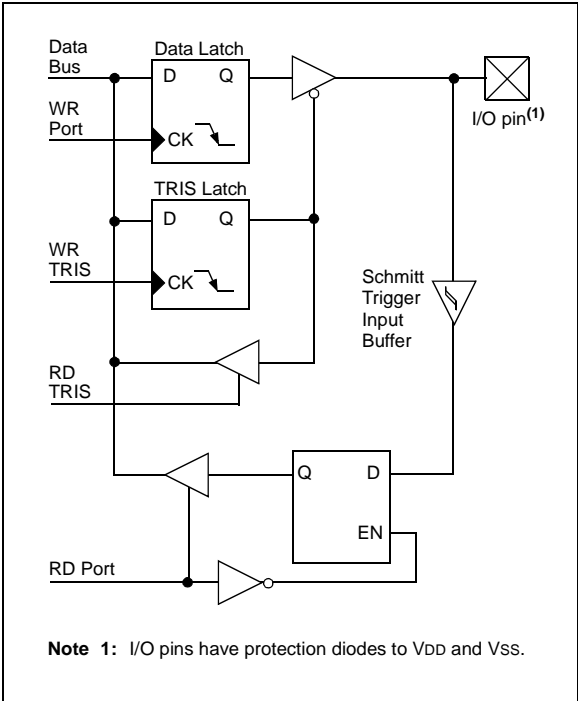 Data
Bus
Data Latch
D Q
WR
Port
CK
I/O pin(1)
TRIS Latch
D Q
WR
TRIS
CK
Schmitt
Trigger
Input
Buffer
RD
TRIS
Q D
EN
RD Port
Note 1: I/O pins have protection diodes to VDD and VSS.